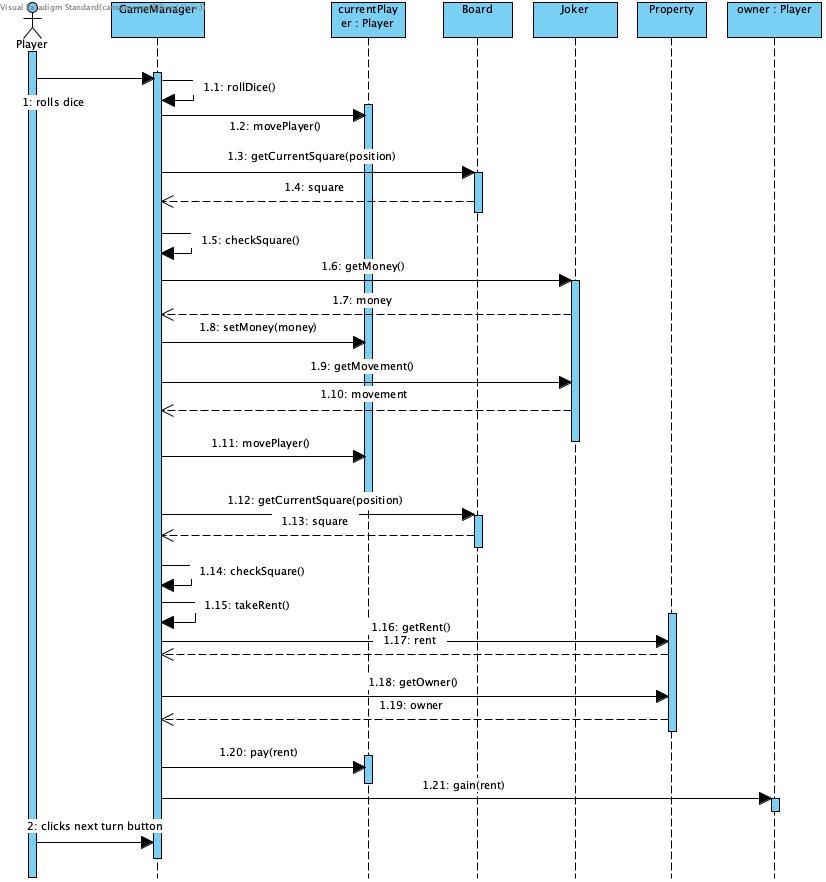 Visual Paradigm Standard(can
GameManager
currentPlay
er : Player
Board
Joker
Property
owner : Player
Player
1.1: rollDice()
1: rolls dice
1.2: movePlayer()
1.3: getCurrentSquare(position)
1.4: square
1.5: checkSquare()
1.6: getMoney()
1.7: money
1.8: setMoney(money)
1.9: getMovement()
1.10: movement
1.11: movePlayer()
1.12: getCurrentSquare(position)
1.13: square
1.14: checkSquare()
1.15: takeRent()
1.16: getRent()
1.17: rent
1.18: getOwner()
1.19: owner
1.20: pay(rent)
1.21: gain(rent)
2: clicks next turn button